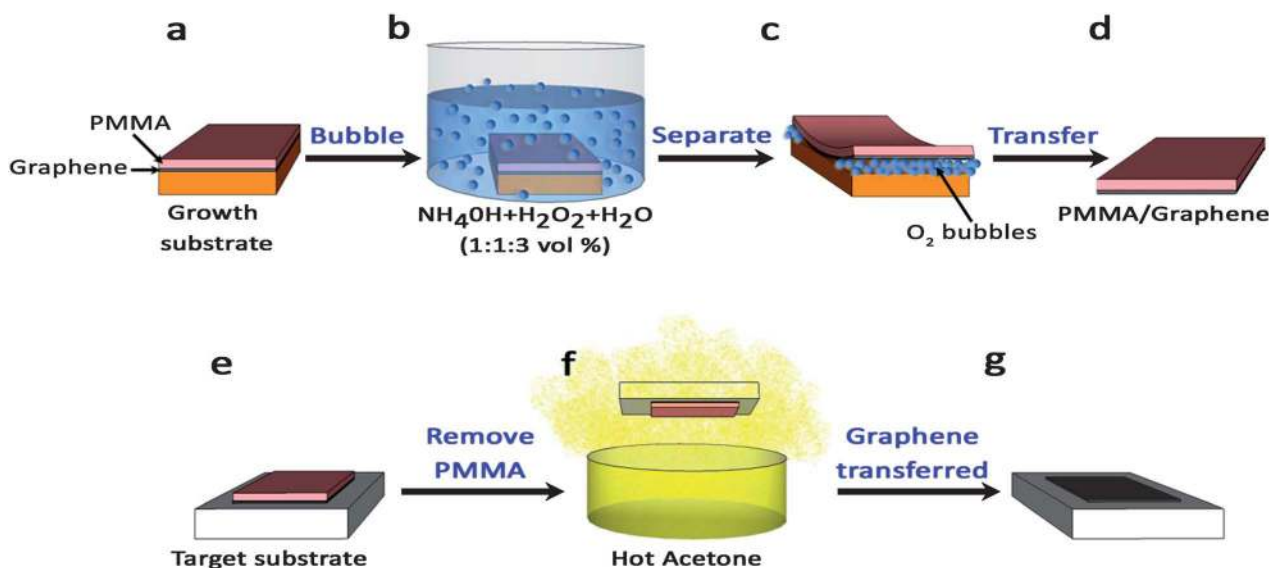 a
b
c
d
PMMA
Graphene
Growth
substrate
Bubble
NH₄0H+H₂O₂+H₂O
(1:1:3 vol %)
Separate
O₂ bubbles
Transfer
PMMA/Graphene
e
f
g
Target substrate
Remove
PMMA
Hot Acetone
Graphene
transferred